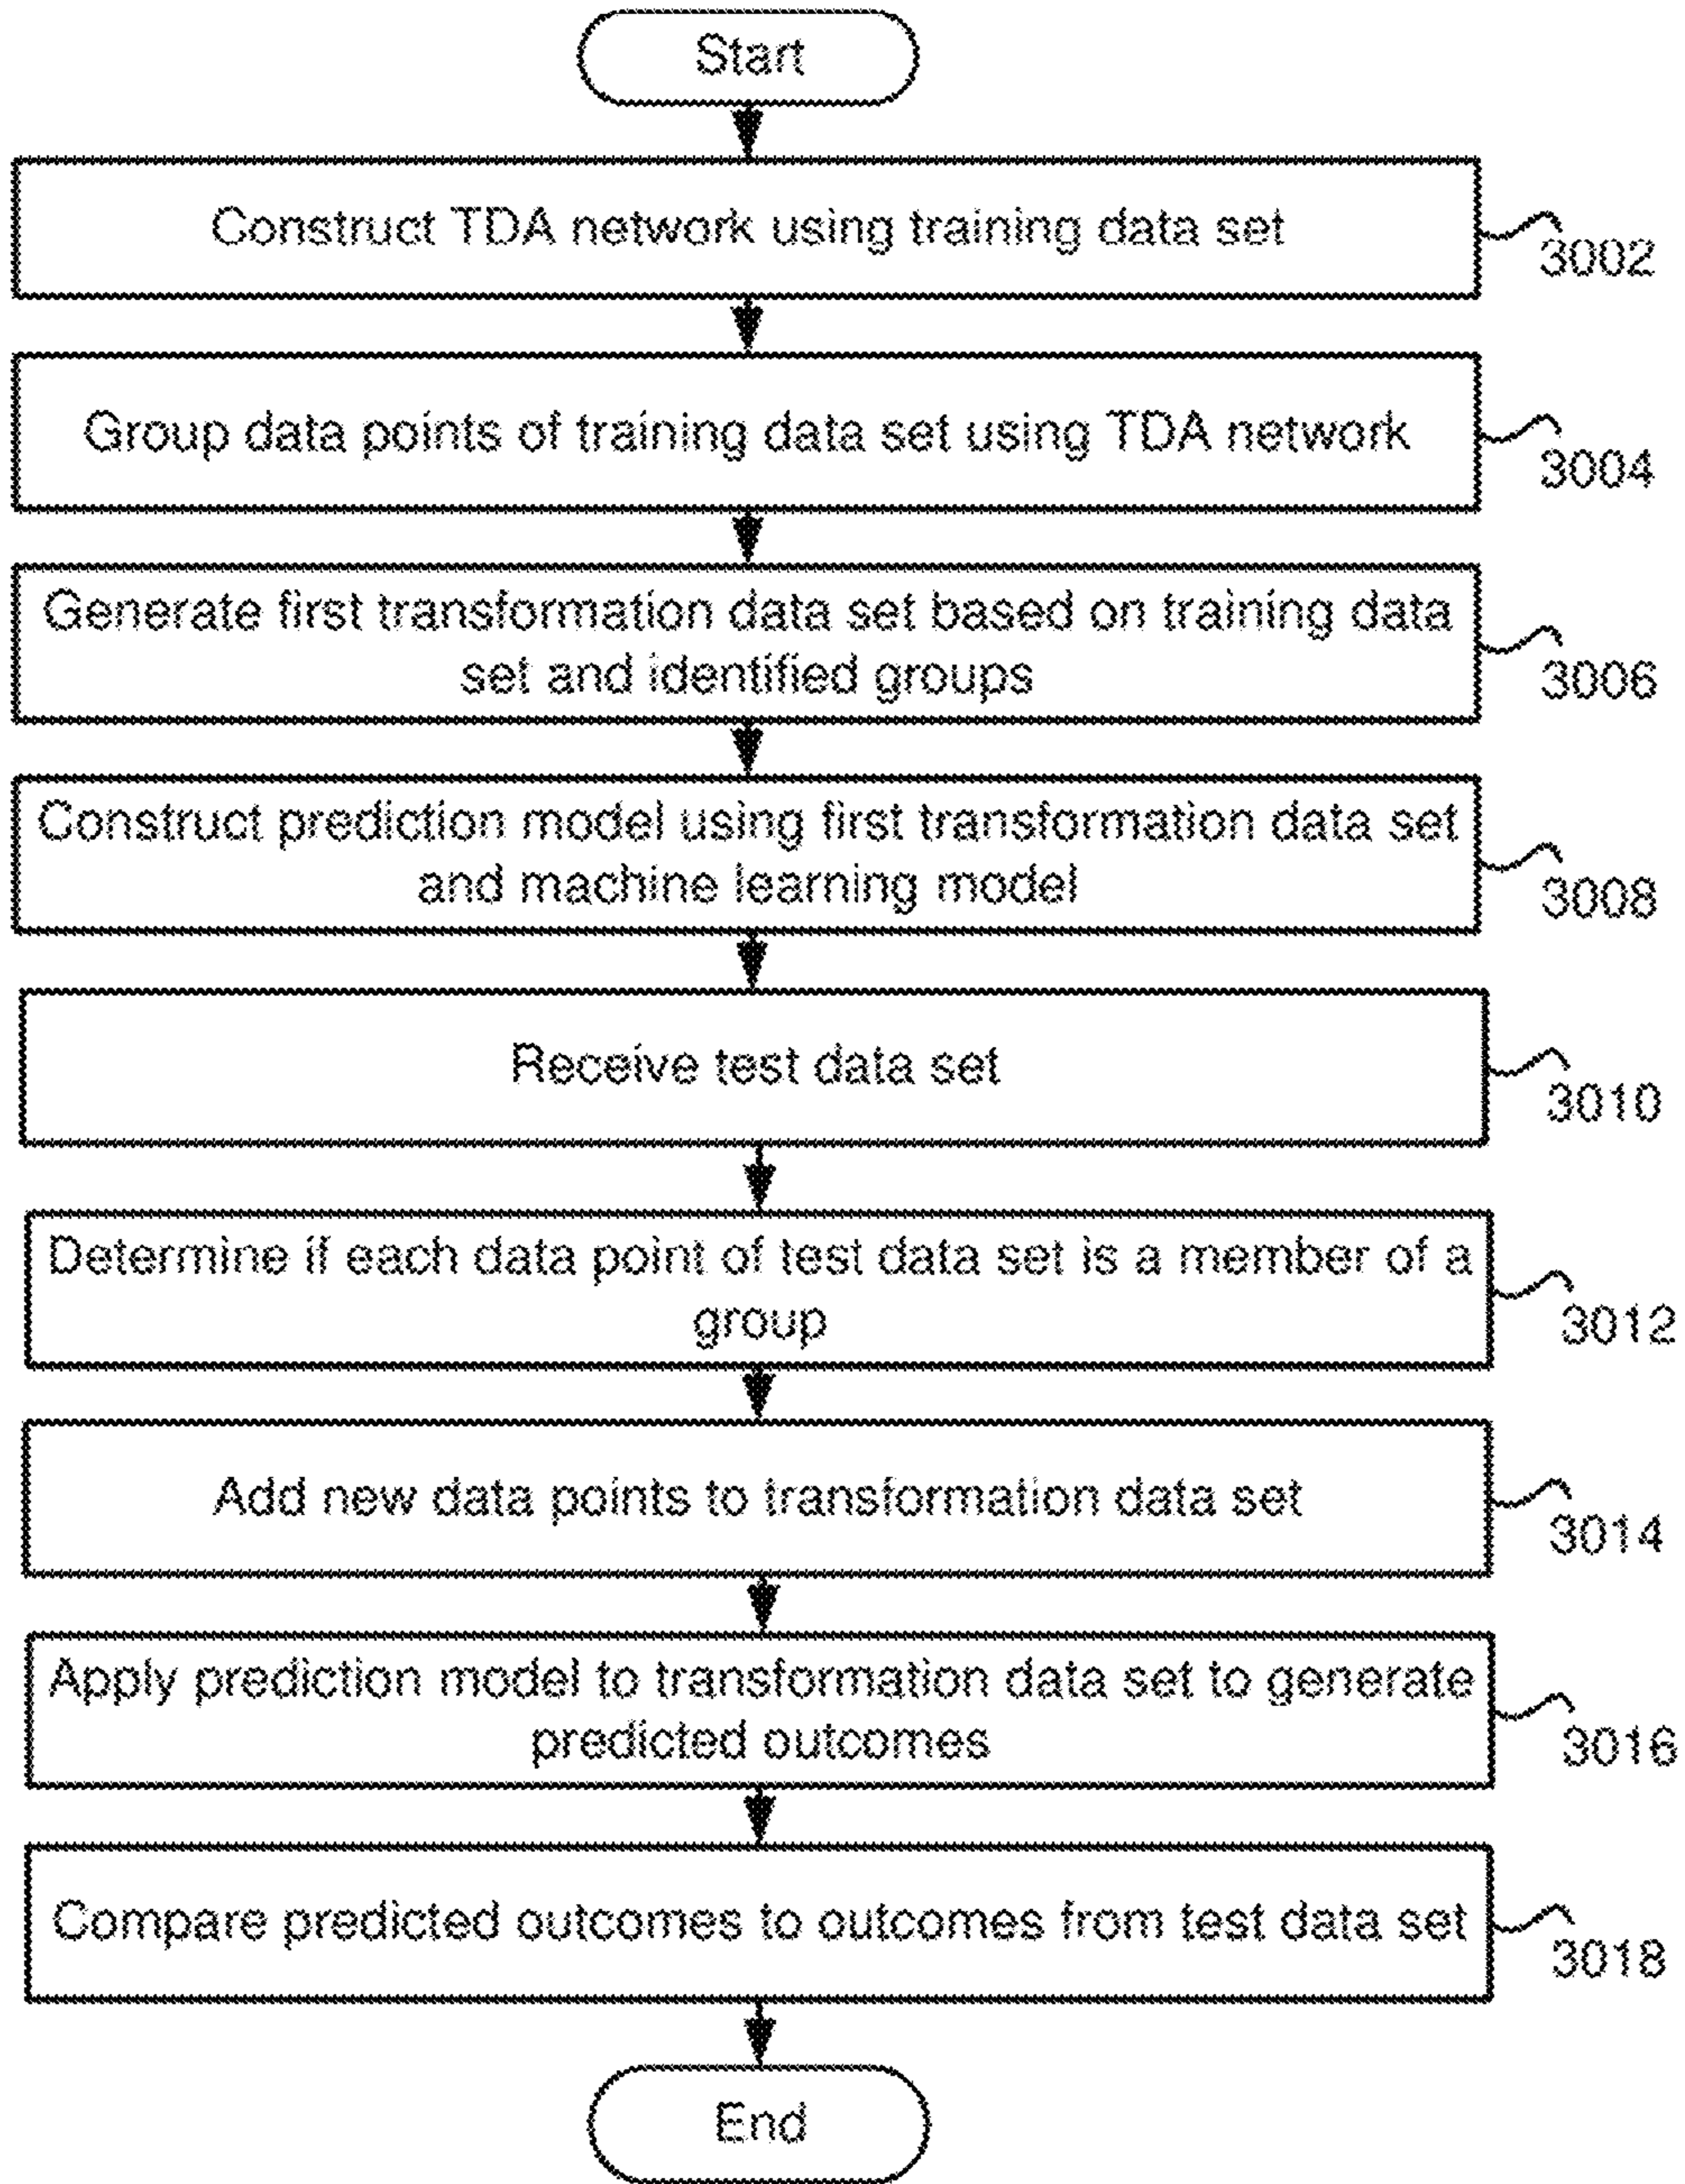 Start
Construct TDA network using training data set
3002
Group data points of training data set using TDA network
3004
Generate first transformation data set based on training data
set and identified groups
3006
Construct prediction model using first transformation data set
and machine learning model
3008
Receive test data set
3010
Determine if each data point of test data set is a member of a
group
3012
Add new data points to transformation data set
3014
Apply prediction model to transformation data set to generate
predicted outcomes
3016
Compare predicted outcomes to outcomes from test data set
3018
End